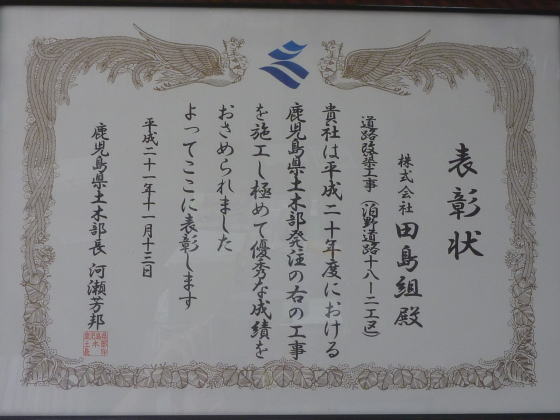 表彰状
株式会社 田島組殿
道路改築工事(泊野道路十八ー二工区)
貴社は平成二十年度における
鹿児島県土木部発注の右の工事
を施工し極めて優秀な成績を
おさめられました
よってここに表彰します
平成二十一年十一月十三日
鹿児島県土木部長 河瀬芳邦